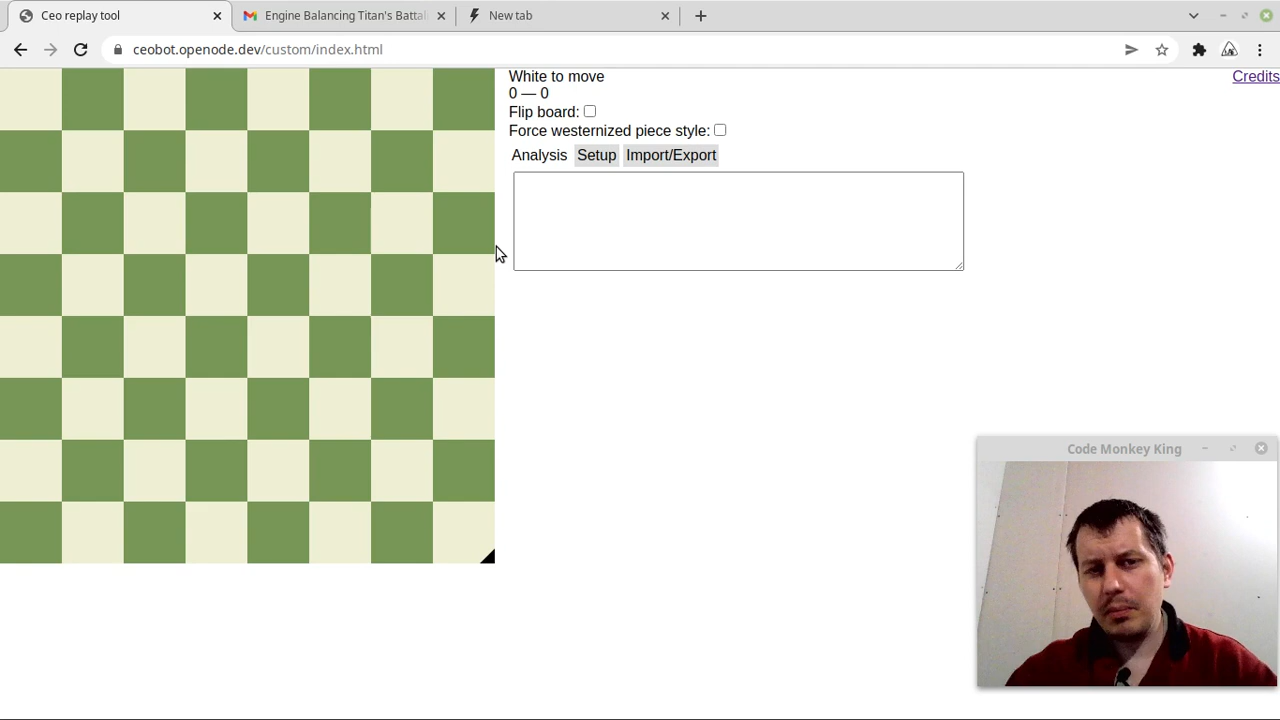 Ceo replay tool
Engine Balancing Titan's Battal
New tab
ceobot.openode.dev/custom/index.html
White to move
Credits
0 — 0
Flip board:
Force westernized piece style:
Analysis Setup Import/Export
Code Monkey King